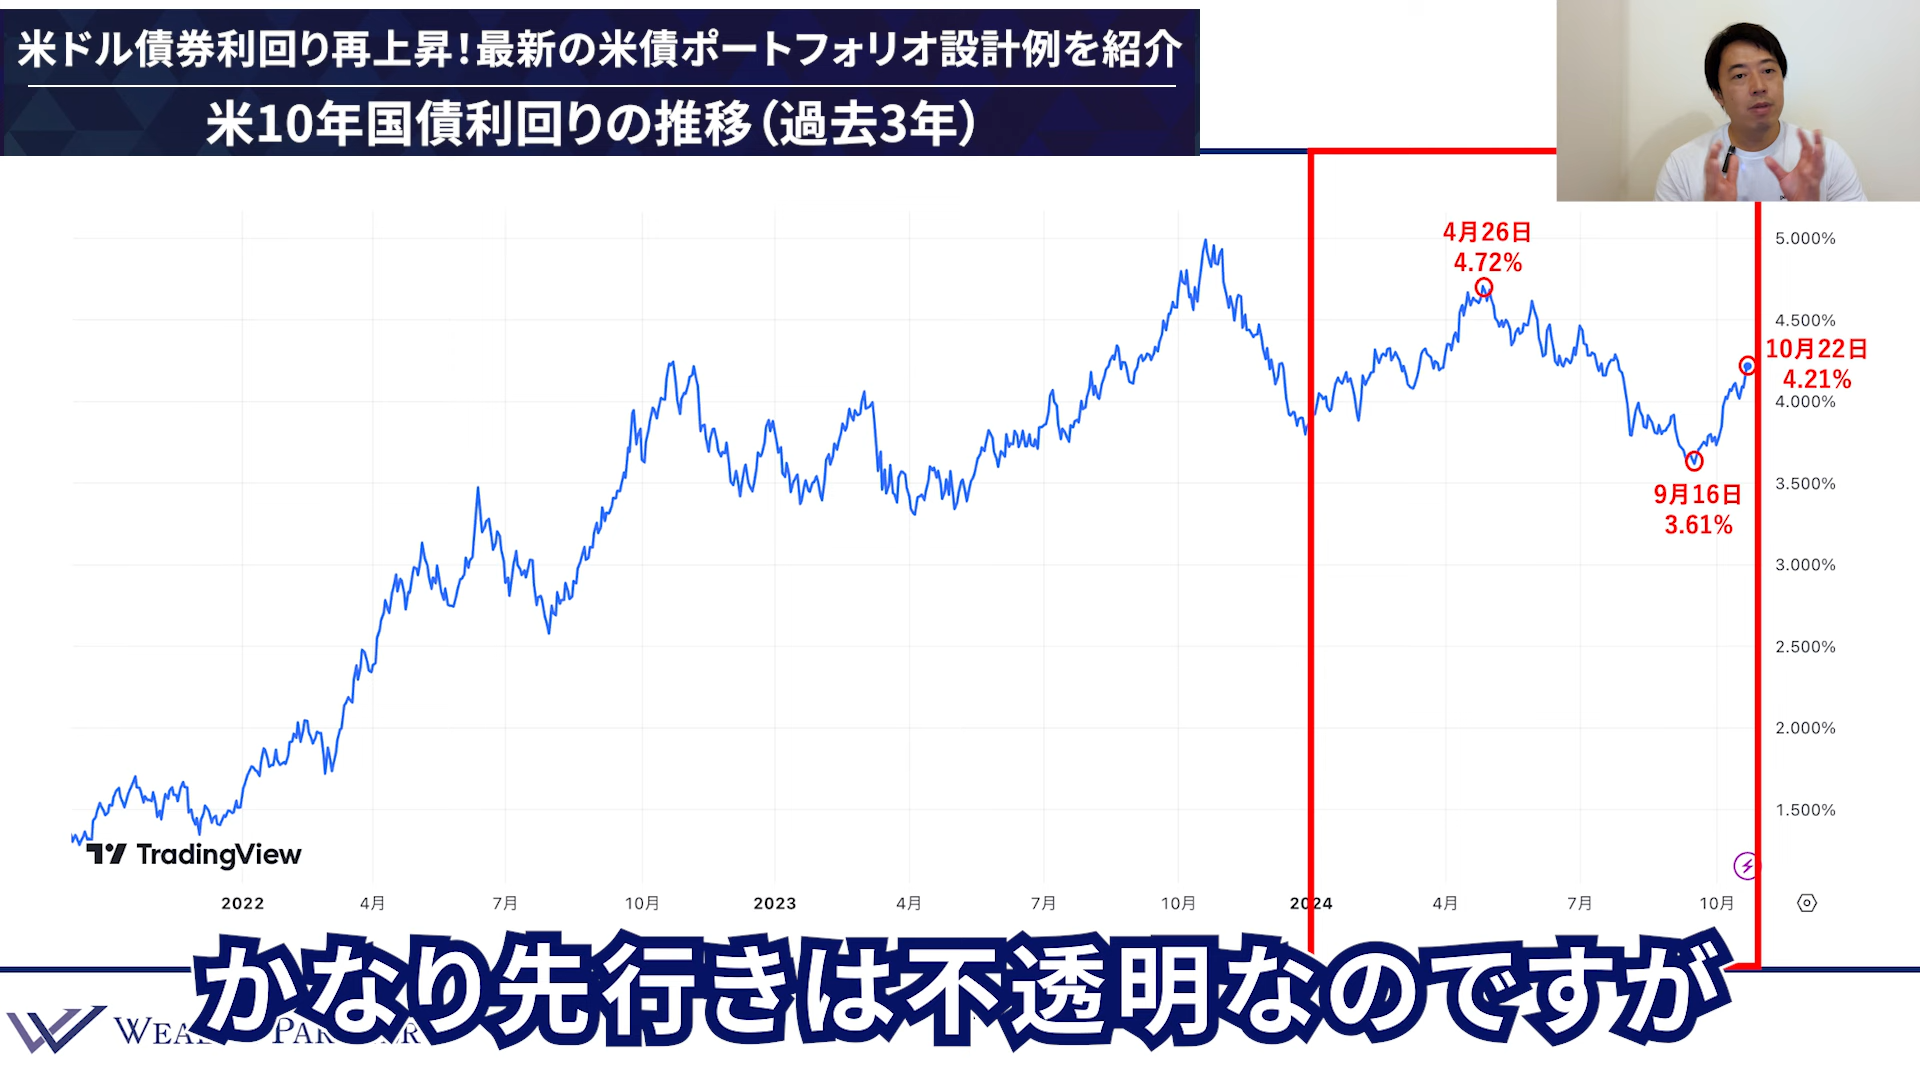 米ドル債券利回り再上昇！最新の米債ポートフォリオ設計例を紹介
米10年国債利回りの推移（過去3年）
4月26日
4.72%
10月22日
4.21%
9月16日
3.61%
5.000%
4.500%
4.000%
3.500%
3.000%
2.500%
2.000%
1.500%
TradingView
2022
4月
7月
10月
2023
4月
7月
10月
2024
4月
7月
10月
かなり先行きは不透明なのですが